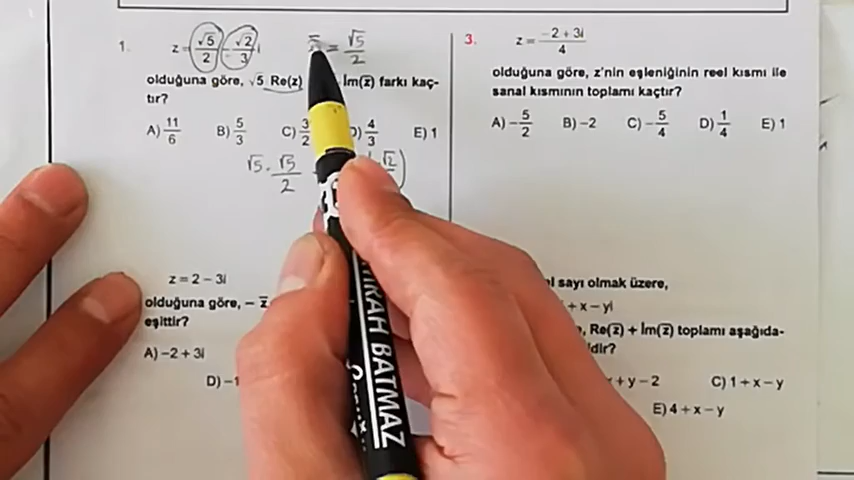 1. z = √5/2 - √2/3 i
z̅ = √5/2
olduğuna göre, √5 Re(z) İm(z̅) farkı kaç-
tır?
A) 11/6 B) 5/3 C) 3/2 D) 4/3 E) 1
√5 · √5/2 √2
z = 2 – 3i
olduğuna göre, – z̅
eşittir?
A) –2 + 3i
D) –1
3. z = -2 + 3i/4
olduğuna göre, z'nin eşleniğinin reel kısmı ile
sanal kısmının toplamı kaçtır?
A) – 5/2 B) –2 C) – 5/4 D) 1/4 E) 1
sayı olmak üzere,
+ x – yi
Re(z̅) + İm(z̅) toplamı aşağıda-
+ y – 2 C) 1 + x – y
E) 4 + x – y
MIRAH BATMAZ